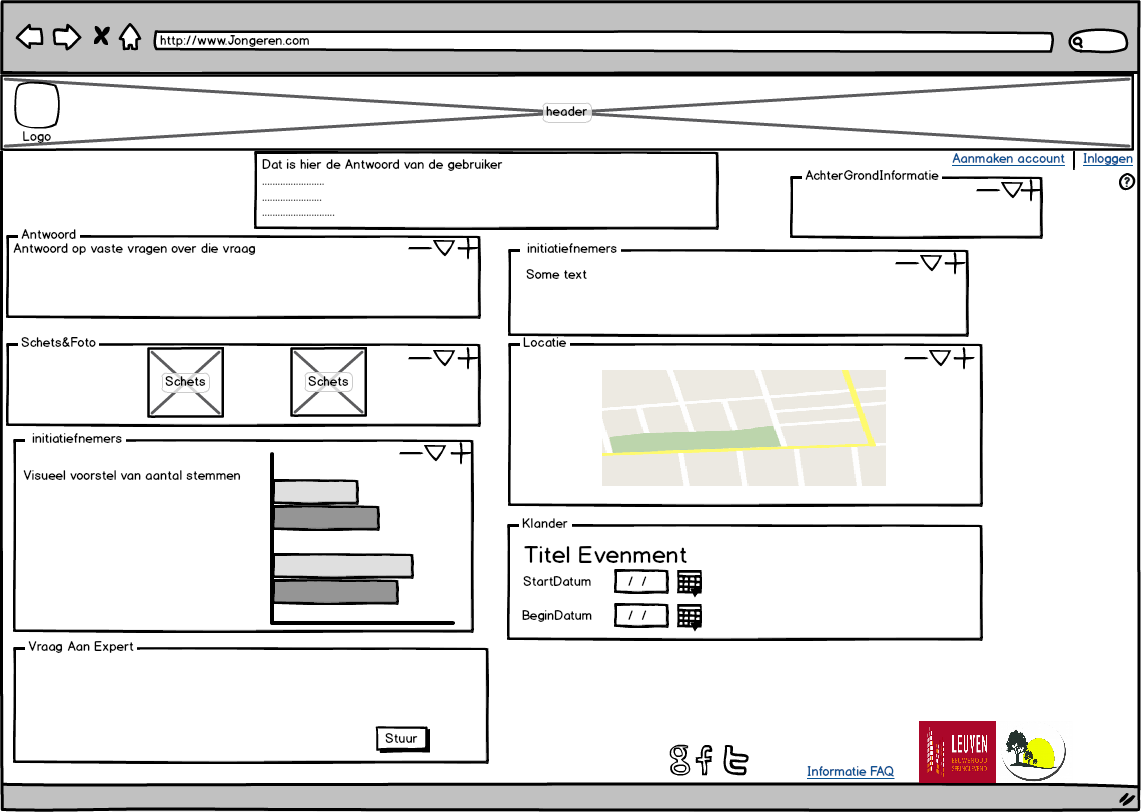 http://www.Jongeren.com
header
Logo
Dat is hier de Antwoord van de gebruiker
........................
.......................
............................
Aanmaken account
Inloggen
AchterGrondInformatie
?
Antwoord
Antwoord op vaste vragen over die vraag
initiatiefnemers
Some text
Schets&Foto
Schets
Schets
Locatie
initiatiefnemers
Visueel voorstel van aantal stemmen
Klander
Titel Evenment
StartDatum
/ /
BeginDatum
/ /
Vraag Aan Expert
Stuur
g f t
Informatie FAQ
LEUVEN